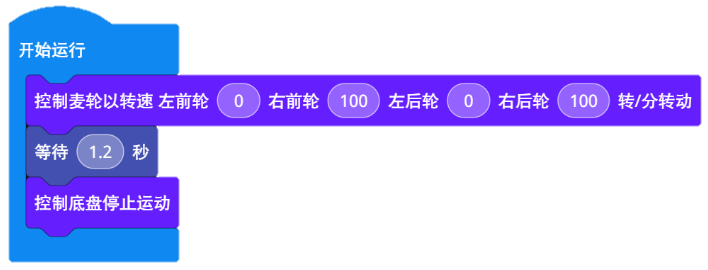 开始运行
控制麦轮以转速 左前轮 0 右前轮 100 左后轮 0 右后轮 100 转/分转动
等待 1.2 秒
控制底盘停止运动